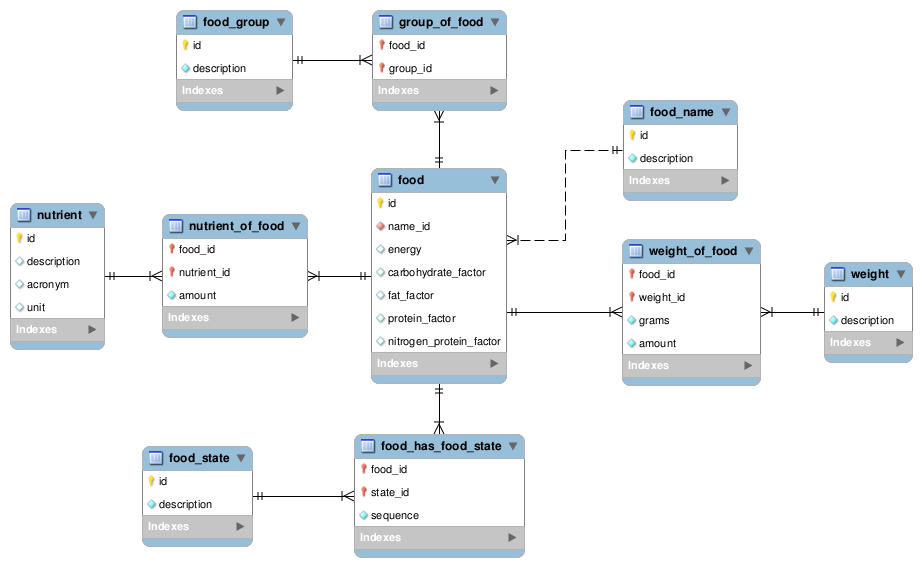 food_group
id
description
Indexes
group_of_food
food_id
group_id
Indexes
food_name
id
description
Indexes
food
id
name_id
energy
carbohydrate_factor
fat_factor
protein_factor
nitrogen_protein_factor
Indexes
nutrient
id
description
acronym
unit
Indexes
nutrient_of_food
food_id
nutrient_id
amount
Indexes
weight_of_food
food_id
weight_id
grams
amount
Indexes
weight
id
description
Indexes
food_state
id
description
Indexes
food_has_food_state
food_id
state_id
sequence
Indexes